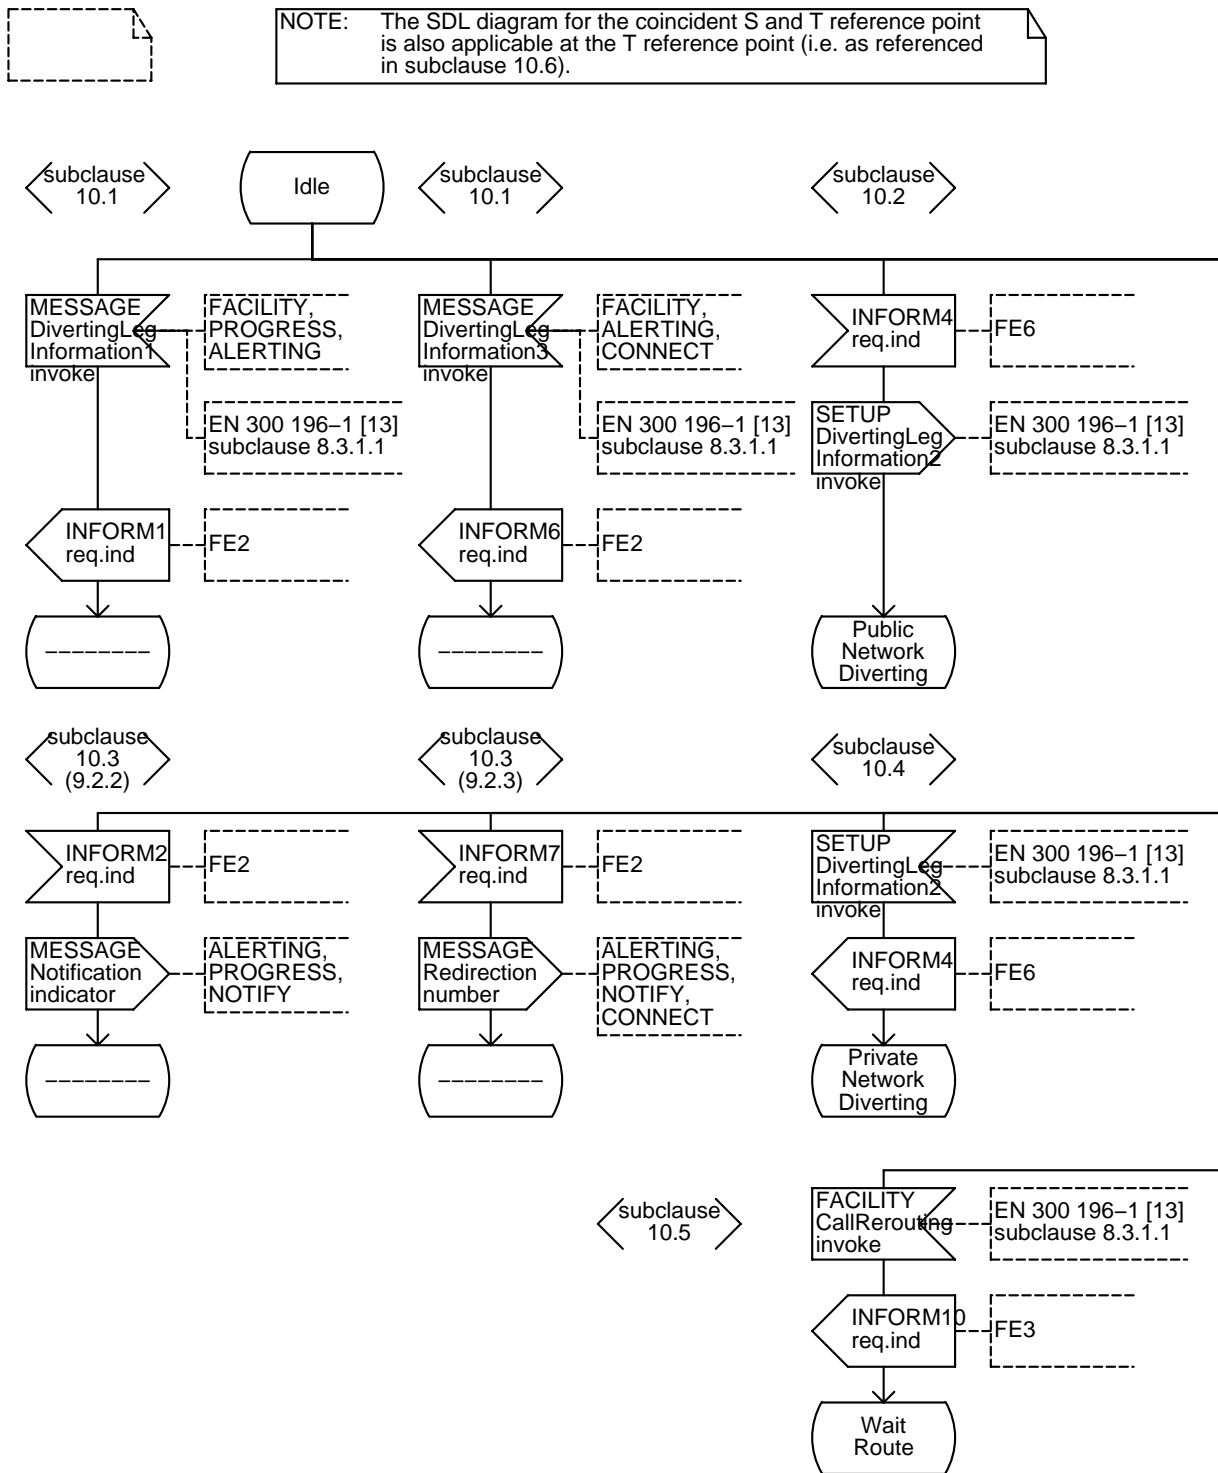 NOTE: The SDL diagram for the coincident S and T reference point
is also applicable at the T reference point (i.e. as referenced
in subclause 10.6).
subclause
10.1
Idle
subclause
10.1
subclause
10.2
MESSAGE
DivertingLeg
Information1
invoke
FACILITY,
PROGRESS,
ALERTING
EN 300 196–1 [13]
subclause 8.3.1.1
MESSAGE
DivertingLeg
Information3
invoke
FACILITY,
ALERTING,
CONNECT
EN 300 196–1 [13]
subclause 8.3.1.1
INFORM4
req.ind
FE6
SETUP
DivertingLeg
Information2
invoke
EN 300 196–1 [13]
subclause 8.3.1.1
INFORM1
req.ind
FE2
INFORM6
req.ind
FE2
––––––––
––––––––
Public
Network
Diverting
subclause
10.3
(9.2.2)
subclause
10.3
(9.2.3)
subclause
10.4
INFORM2
req.ind
FE2
INFORM7
req.ind
FE2
SETUP
DivertingLeg
Information2
invoke
EN 300 196–1 [13]
subclause 8.3.1.1
MESSAGE
Notification
indicator
ALERTING,
PROGRESS,
NOTIFY
MESSAGE
Redirection
number
ALERTING,
PROGRESS,
NOTIFY,
CONNECT
INFORM4
req.ind
FE6
––––––––
––––––––
Private
Network
Diverting
subclause
10.5
FACILITY
CallRerouting
invoke
EN 300 196–1 [13]
subclause 8.3.1.1
INFORM10
req.ind
FE3
Wait
Route